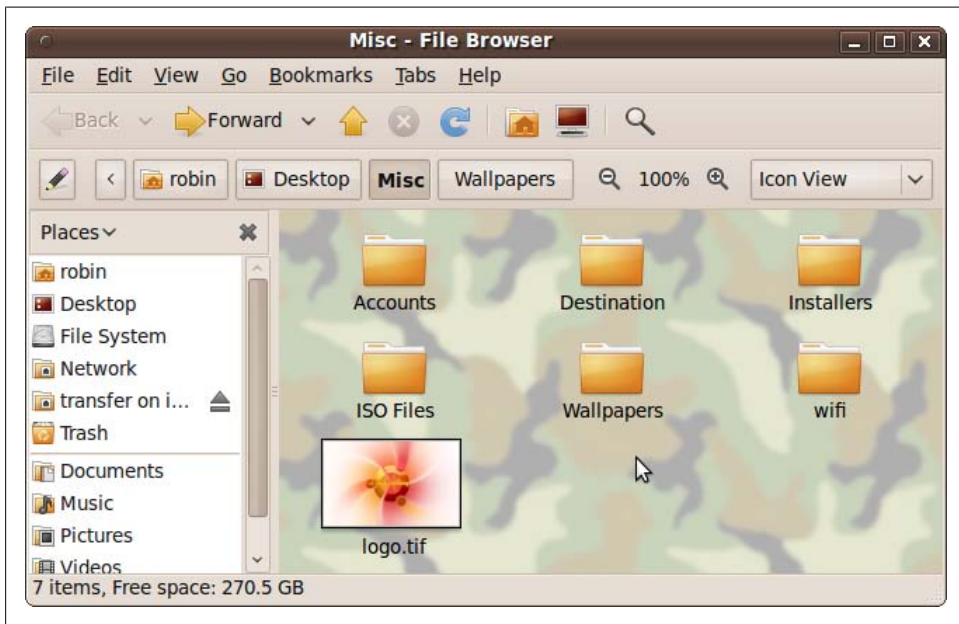 Misc - File Browser
File Edit View Go Bookmarks Tabs Help
Back Forward
robin Desktop Misc Wallpapers 100% Icon View
Places
robin
Desktop
File System
Network
transfer on i...
Trash
Documents
Music
Pictures
Videos
Accounts Destination Installers
ISO Files Wallpapers wifi
logo.tif
7 items, Free space: 270.5 GB